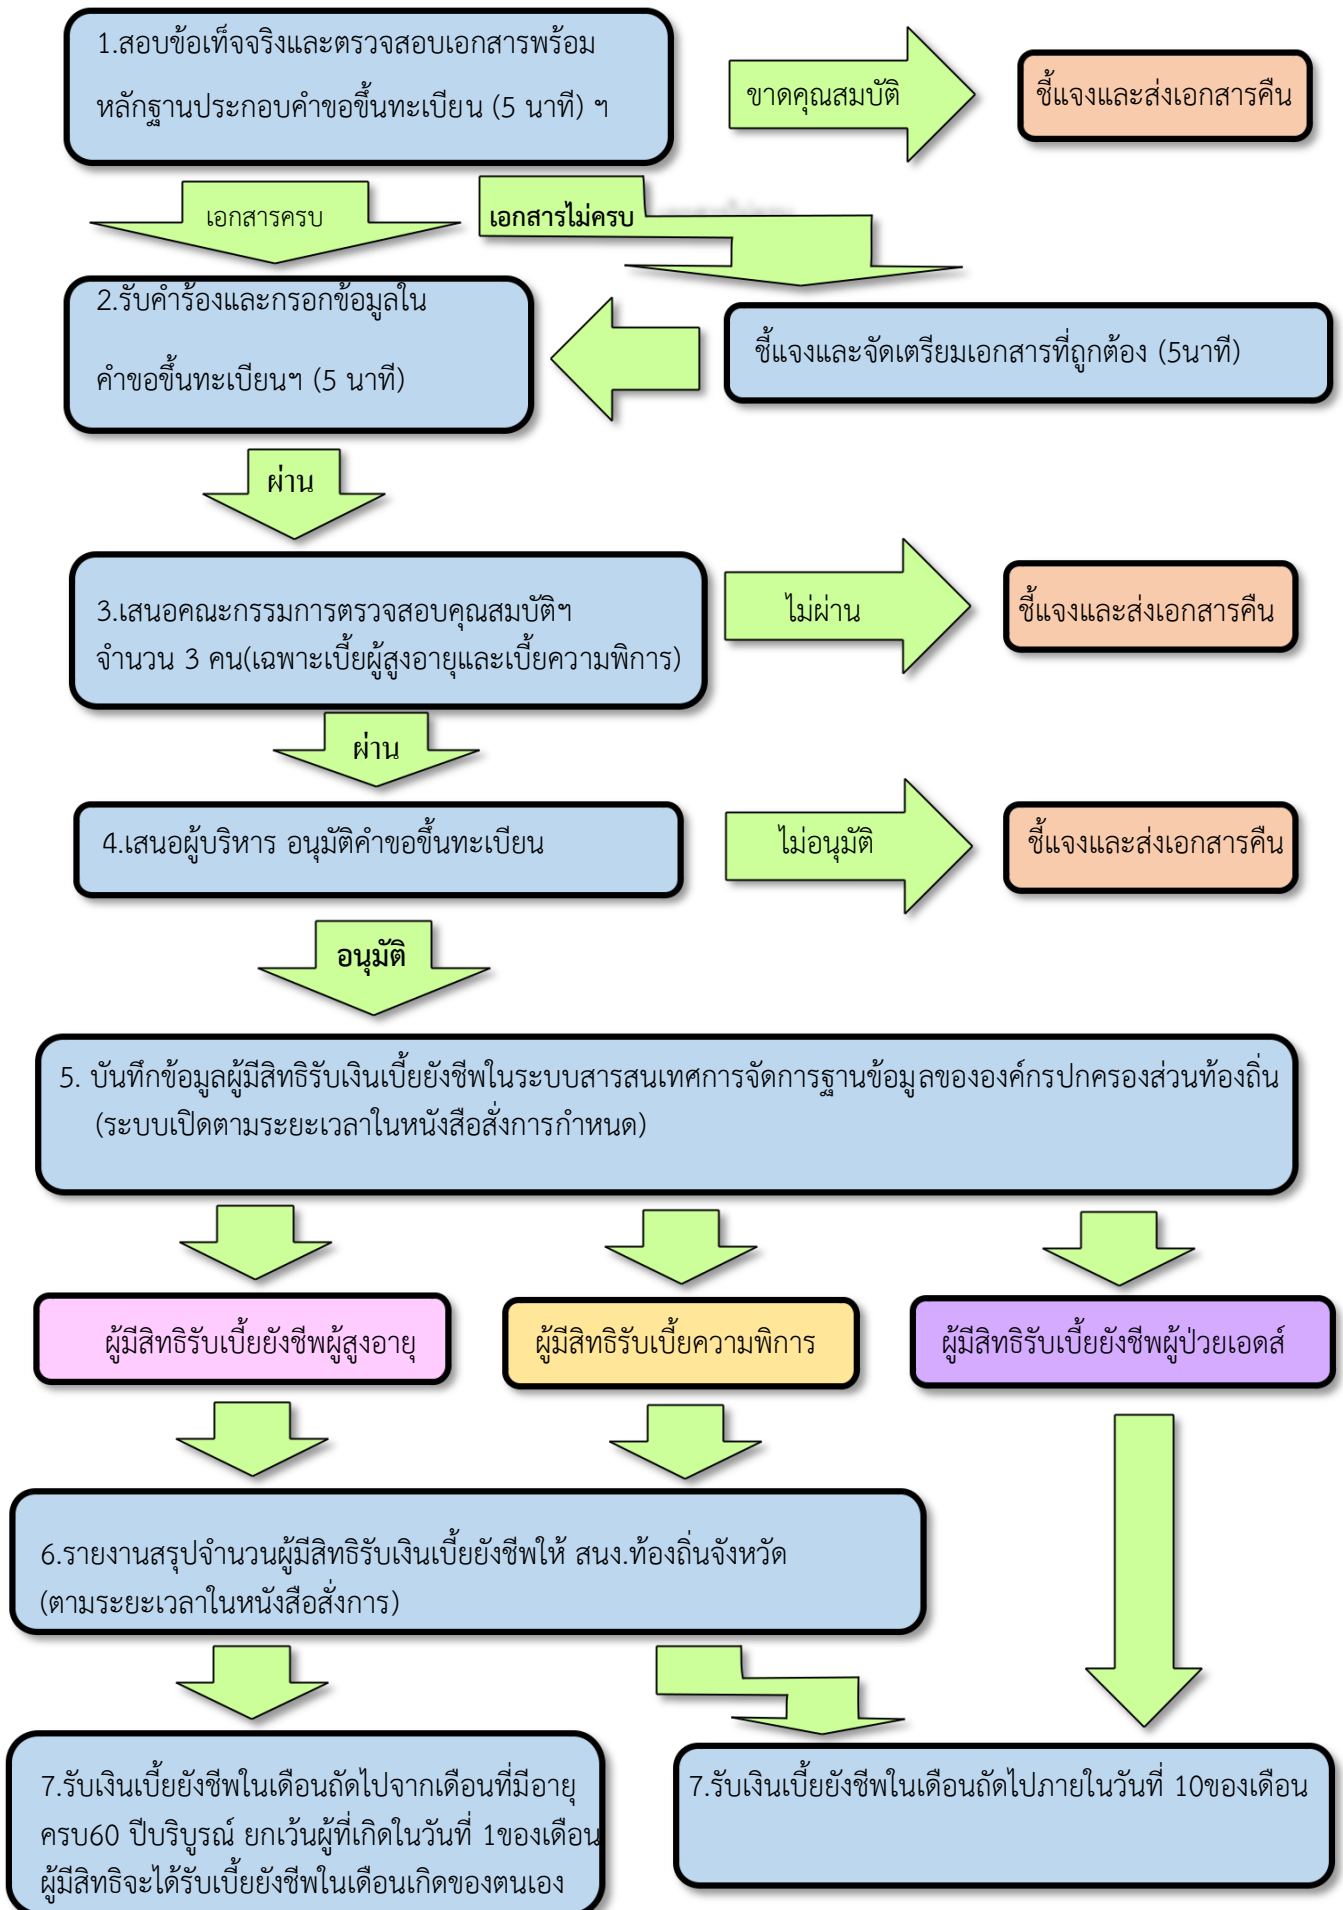 1.สอบข้อเท็จจริงและตรวจสอบเอกสารพร้อม
หลักฐานประกอบคำขอขึ้นทะเบียน (5 นาที) ฯ
ขาดคุณสมบัติ
ชี้แจงและส่งเอกสารคืน
เอกสารครบ
เอกสารไม่ครบ
2.รับคำร้องและกรอกข้อมูลใน
คำขอขึ้นทะเบียนฯ (5 นาที)
ชี้แจงและจัดเตรียมเอกสารที่ถูกต้อง (5นาที)
ผ่าน
3.เสนอคณะกรรมการตรวจสอบคุณสมบัติฯ
จำนวน 3 คน(เฉพาะเบี้ยผู้สูงอายุและเบี้ยความพิการ)
ไม่ผ่าน
ชี้แจงและส่งเอกสารคืน
ผ่าน
4.เสนอผู้บริหาร อนุมัติคำขอขึ้นทะเบียน
ไม่อนุมัติ
ชี้แจงและส่งเอกสารคืน
อนุมัติ
5. บันทึกข้อมูลผู้มีสิทธิรับเงินเบี้ยยังชีพในระบบสารสนเทศการจัดการฐานข้อมูลขององค์กรปกครองส่วนท้องถิ่น
(ระบบเปิดตามระยะเวลาในหนังสือสั่งการกำหนด)
ผู้มีสิทธิรับเบี้ยยังชีพผู้สูงอายุ
ผู้มีสิทธิรับเบี้ยความพิการ
ผู้มีสิทธิรับเบี้ยยังชีพผู้ป่วยเอดส์
6.รายงานสรุปจำนวนผู้มีสิทธิรับเงินเบี้ยยังชีพให้ สนง.ท้องถิ่นจังหวัด
(ตามระยะเวลาในหนังสือสั่งการ)
7.รับเงินเบี้ยยังชีพในเดือนถัดไปจากเดือนที่มีอายุ
ครบ60 ปีบริบูรณ์ ยกเว้นผู้ที่เกิดในวันที่ 1ของเดือน
ผู้มีสิทธิจะได้รับเบี้ยยังชีพในเดือนเกิดของตนเอง
7.รับเงินเบี้ยยังชีพในเดือนถัดไปภายในวันที่ 10ของเดือน